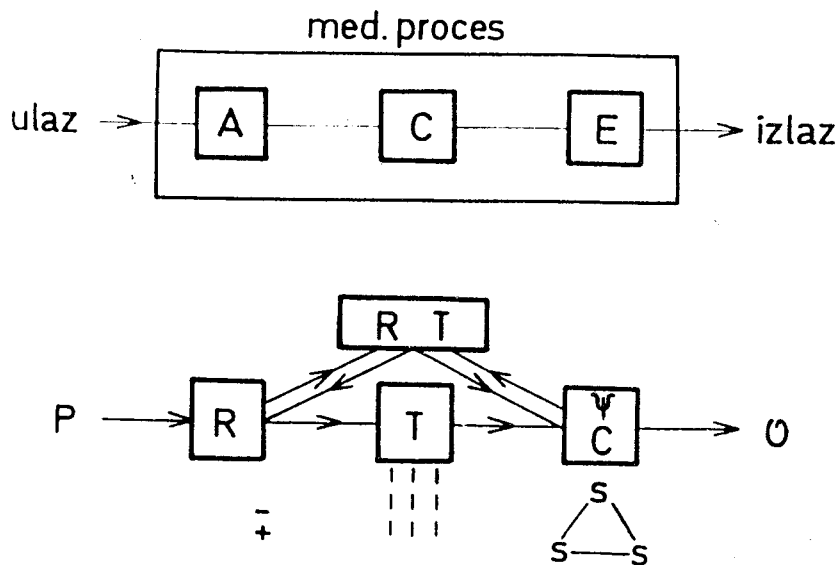 med. proces
ulaz A C E izlaz
R T
P R T Ψ C O
- +
S
S S